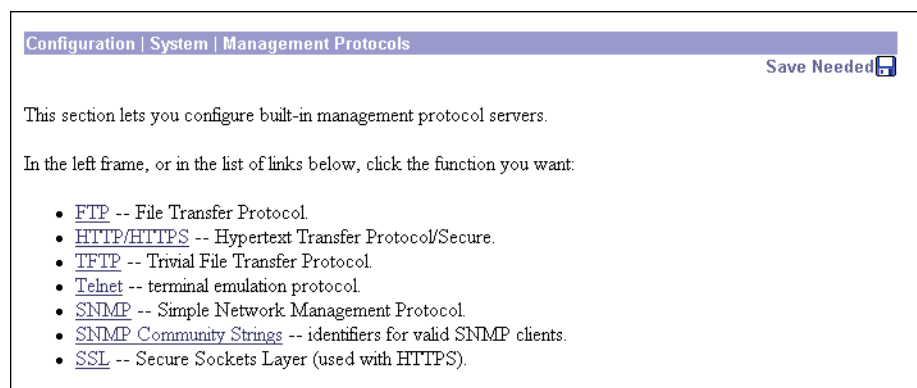 Configuration | System | Management Protocols
Save Needed
This section lets you configure built-in management protocol servers.
In the left frame, or in the list of links below, click the function you want:
• FTP -- File Transfer Protocol.
• HTTP/HTTPS -- Hypertext Transfer Protocol/Secure.
• TFTP -- Trivial File Transfer Protocol.
• Telnet -- terminal emulation protocol.
• SNMP -- Simple Network Management Protocol.
• SNMP Community Strings -- identifiers for valid SNMP clients.
• SSL -- Secure Sockets Layer (used with HTTPS).